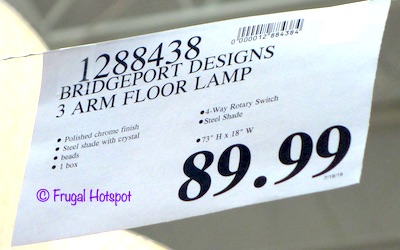 1288438
0000012884384
BRIDGEPORT DESIGNS
3 ARM FLOOR LAMP
• Polished chrome finish
• Steel shade with crystal
• beads
• 1 box
• 4-Way Rotary Switch
• Steel Shade
• 73" H x 18" W
89.99
© Frugal Hotspot